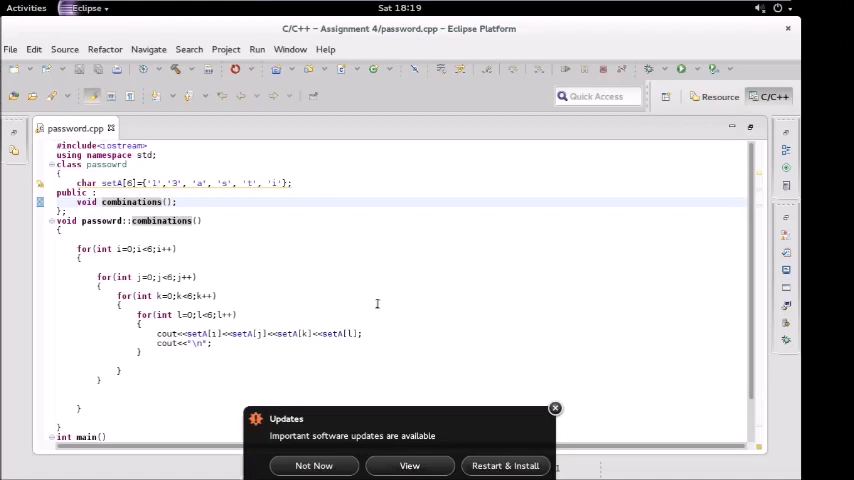 Activities Eclipse Sat 18:19
C/C++ - Assignment 4/password.cpp - Eclipse Platform
File Edit Source Refactor Navigate Search Project Run Window Help
Quick Access Resource C/C++
password.cpp
#include<iostream>
using namespace std;
class passowrd
{
char setA[6]={'1','3', 'a', 's', 't', 'i'};
public :
void combinations();
};
void passowrd::combinations()
{
for(int i=0;i<6;i++)
{
for(int j=0;j<6;j++)
{
for(int k=0;k<6;k++)
{
for(int l=0;l<6;l++)
{
cout<<setA[i]<<setA[j]<<setA[k]<<setA[l];
cout<<"\n";
}
}
}
}
}
int main()
Updates
Important software updates are available
Not Now View Restart & Install